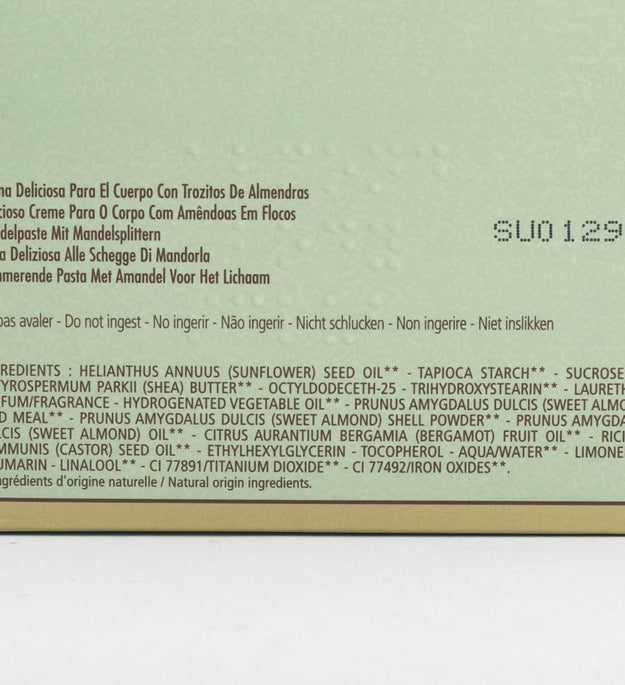 na Deliciosa Para El Cuerpo Con Trozitos De Almendras
cioso Creme Para O Corpo Com Amêndoas Em Flocos
delpaste Mit Mandelsplittern
a Deliziosa Alle Schegge Di Mandorla
merende Pasta Met Amandel Voor Het Lichaam
SU0129
pas avaler - Do not ingest - No ingerir - Não ingerir - Nicht schlucken - Non ingerire - Niet inslikken
REDIENTS : HELIANTHUS ANNUUS (SUNFLOWER) SEED OIL** - TAPIOCA STARCH** - SUCROSE
YROSPERMUM PARKII (SHEA) BUTTER** - OCTYLDODECETH-25 - TRIHYDROXYSTEARIN** - LAURETH
FUM/FRAGRANCE - HYDROGENATED VEGETABLE OIL** - PRUNUS AMYGDALUS DULCIS (SWEET ALMO
D MEAL** - PRUNUS AMYGDALUS DULCIS (SWEET ALMOND) SHELL POWDER** - PRUNUS AMYGDA
LCIS (SWEET ALMOND) OIL** - CITRUS AURANTIUM BERGAMIA (BERGAMOT) FRUIT OIL** - RICI
MMUNIS (CASTOR) SEED OIL** - ETHYLHEXYLGLYCERIN - TOCOPHEROL - AQUA/WATER** - LIMONE
UMARIN - LINALOOL** - CI 77891/TITANIUM DIOXIDE** - CI 77492/IRON OXIDES**.
grédients d'origine naturelle / Natural origin ingredients.